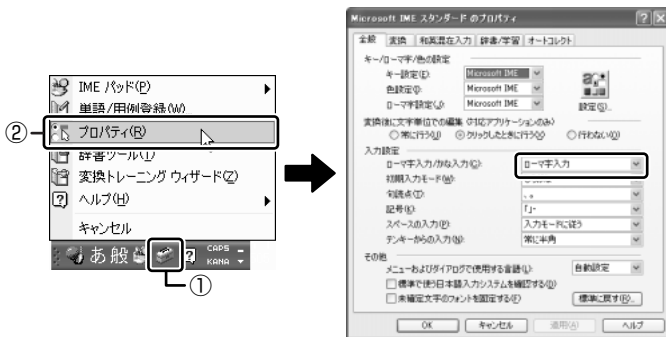 IME パッド(P)
単語/用例登録(W)
② プロパティ(R)
辞書ツール(T)
変換トレーニング ウィザード(Z)
ヘルプ(H)
キャンセル
あ 般 ? CAPS KANA
①
Microsoft IME スタンダード のプロパティ
全般 変換 和英混在入力 辞書/学習 オートコレクト
キー/ローマ字/色の設定
キー設定(E): Microsoft IME
色設定(I): Microsoft IME
ローマ字設定(J): Microsoft IME 設定(S)...
変換後に文字単位での編集 (対応アプリケーションのみ)
常に行う(U) クリックしたときに行う(X) 行わない(V)
入力設定
ローマ字入力/かな入力(C): ローマ字入力
初期入力モード(M):
句読点(T): 、。
記号(K): 「」・
スペースの入力(P): 入力モードに従う
テンキーからの入力(N): 常に半角
その他
メニューおよびダイアログで使用する言語(L): 自動設定
標準で使う日本語入力システムを確認する(D)
未確定文字のフォントを固定する(F) 標準に戻す(R)...
OK キャンセル 適用(A) ヘルプ